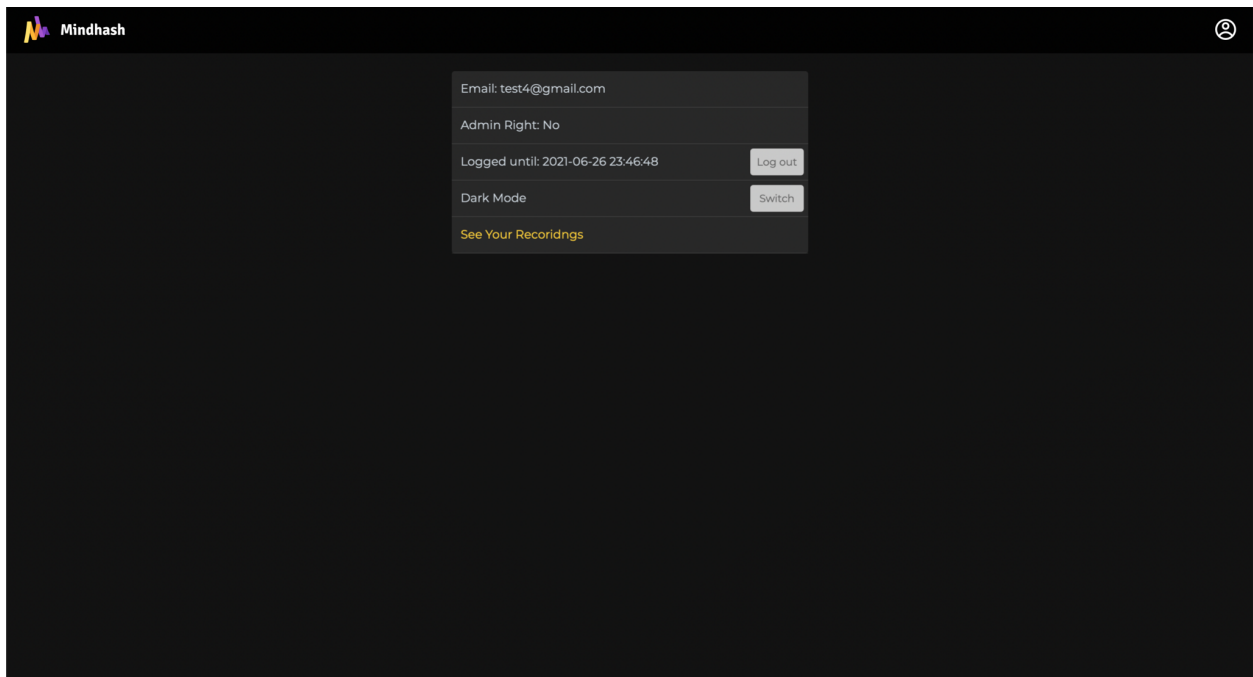 Mindhash
Email: test4@gmail.com
Admin Right: No
Logged until: 2021-06-26 23:46:48 Log out
Dark Mode Switch
See Your Recoridngs